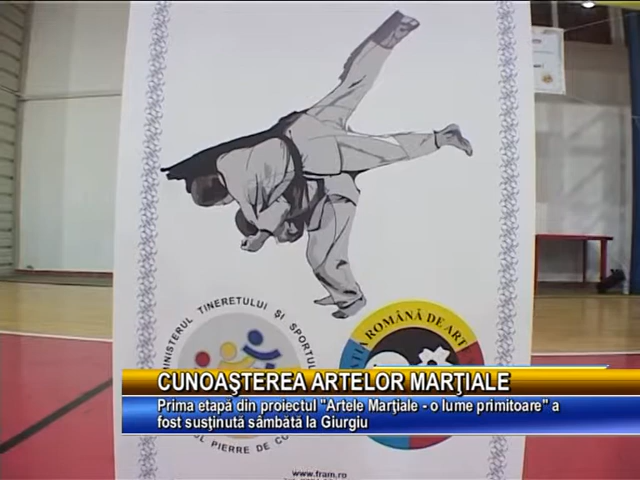 MINISTERUL TINERETULUI ŞI SPORTULUI
ROMÂNĂ DE ART
CUNOAŞTEREA ARTELOR MARŢIALE
Prima etapă din proiectul "Artele Marţiale - o lume primitoare" a
fost susţinută sâmbătă la Giurgiu
PIERRE DE
www.fram.ro